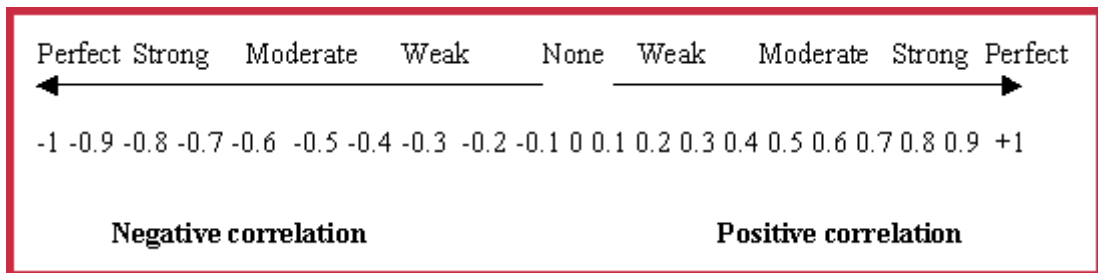 Perfect Strong Moderate Weak None Weak Moderate Strong Perfect
-1 -0.9 -0.8 -0.7 -0.6 -0.5 -0.4 -0.3 -0.2 -0.1 0 0.1 0.2 0.3 0.4 0.5 0.6 0.7 0.8 0.9 +1
Negative correlation Positive correlation